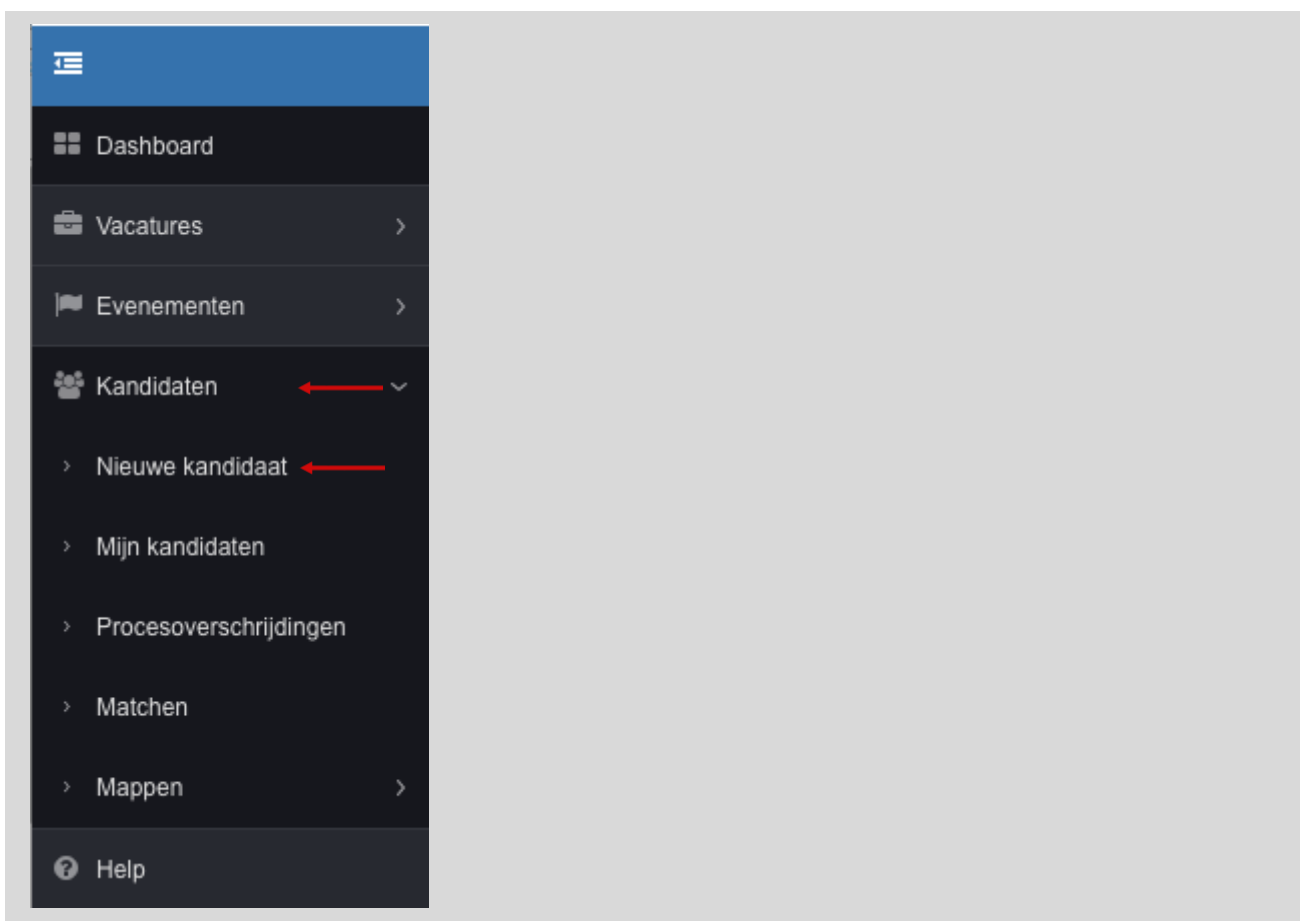 Dashboard
Vacatures
Evenementen
Kandidaten
Nieuwe kandidaat
Mijn kandidaten
Procesoverschrijdingen
Matchen
Mappen
Help